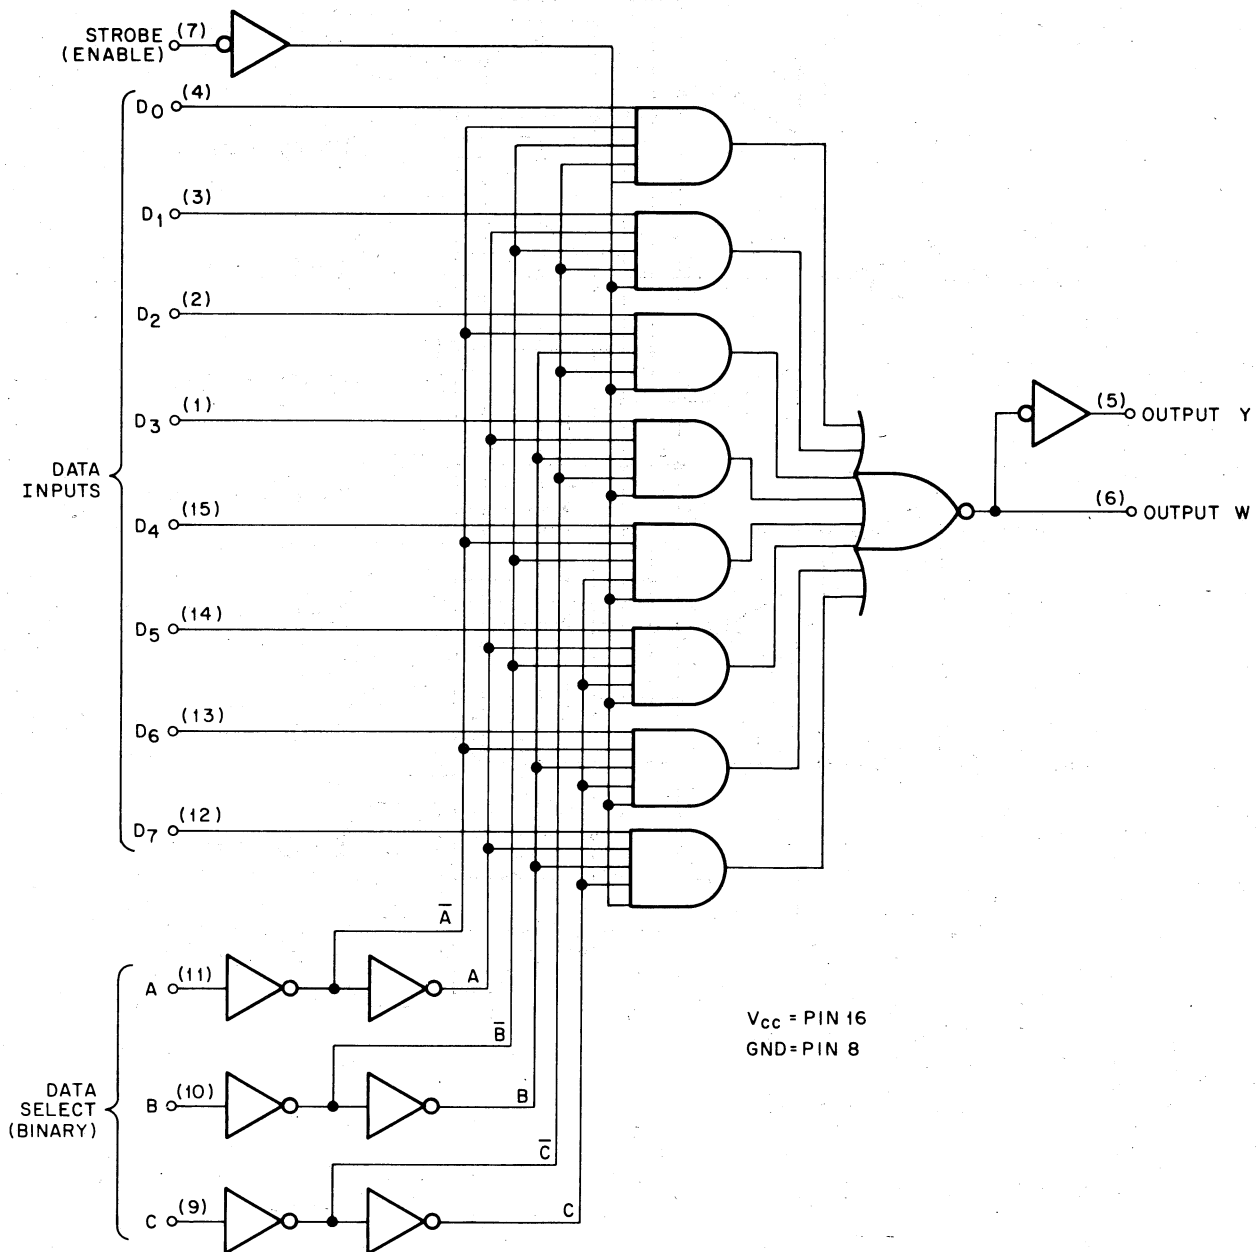 STROBE (7)
(ENABLE)
D0 (4)
D1 (3)
D2 (2)
D3 (1)
DATA
INPUTS
D4 (15)
D5 (14)
D6 (13)
D7 (12)
(5) OUTPUT Y
(6) OUTPUT W
A̅
A (11) A
B̅
DATA
SELECT
(BINARY)
B (10) B
C̅
C (9) C
VCC = PIN 16
GND=PIN 8